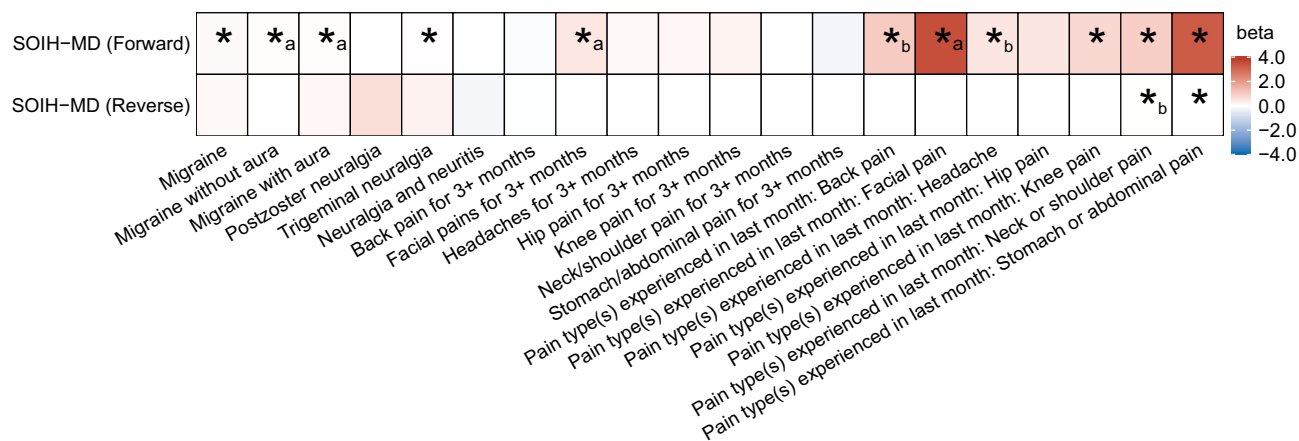 beta
SOIH−MD (Forward) * *a *a * *a *b *a *b * * *
4.0
2.0
0.0
−2.0
−4.0
SOIH−MD (Reverse) *b *
Migraine
Migraine without aura
Migraine with aura
Postzoster neuralgia
Trigeminal neuralgia
Neuralgia and neuritis
Back pain for 3+ months
Facial pains for 3+ months
Headaches for 3+ months
Hip pain for 3+ months
Knee pain for 3+ months
Neck/shoulder pain for 3+ months
Stomach/abdominal pain for 3+ months
Pain type(s) experienced in last month: Back pain
Pain type(s) experienced in last month: Facial pain
Pain type(s) experienced in last month: Headache
Pain type(s) experienced in last month: Hip pain
Pain type(s) experienced in last month: Knee pain
Pain type(s) experienced in last month: Neck or shoulder pain
Pain type(s) experienced in last month: Stomach or abdominal pain